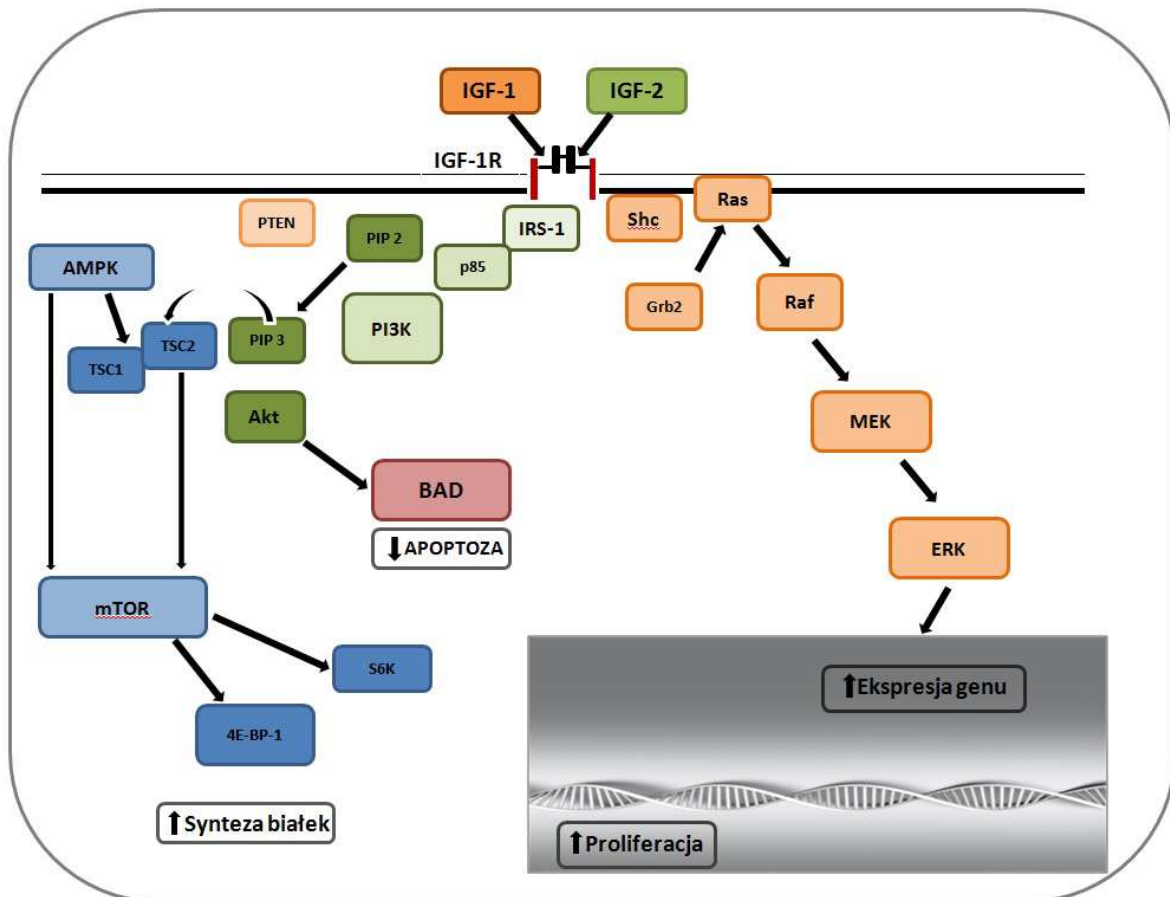 IGF-1
IGF-2
IGF-1R
PTEN
PIP 2
IRS-1
Shc
Ras
AMPK
p85
Grb2
Raf
TSC2
TSC1
PIP 3
PI3K
Akt
MEK
BAD
APOPTOZA
ERK
mTOR
S6K
4E-BP-1
Ekspresja genu
Synteza białek
Proliferacja